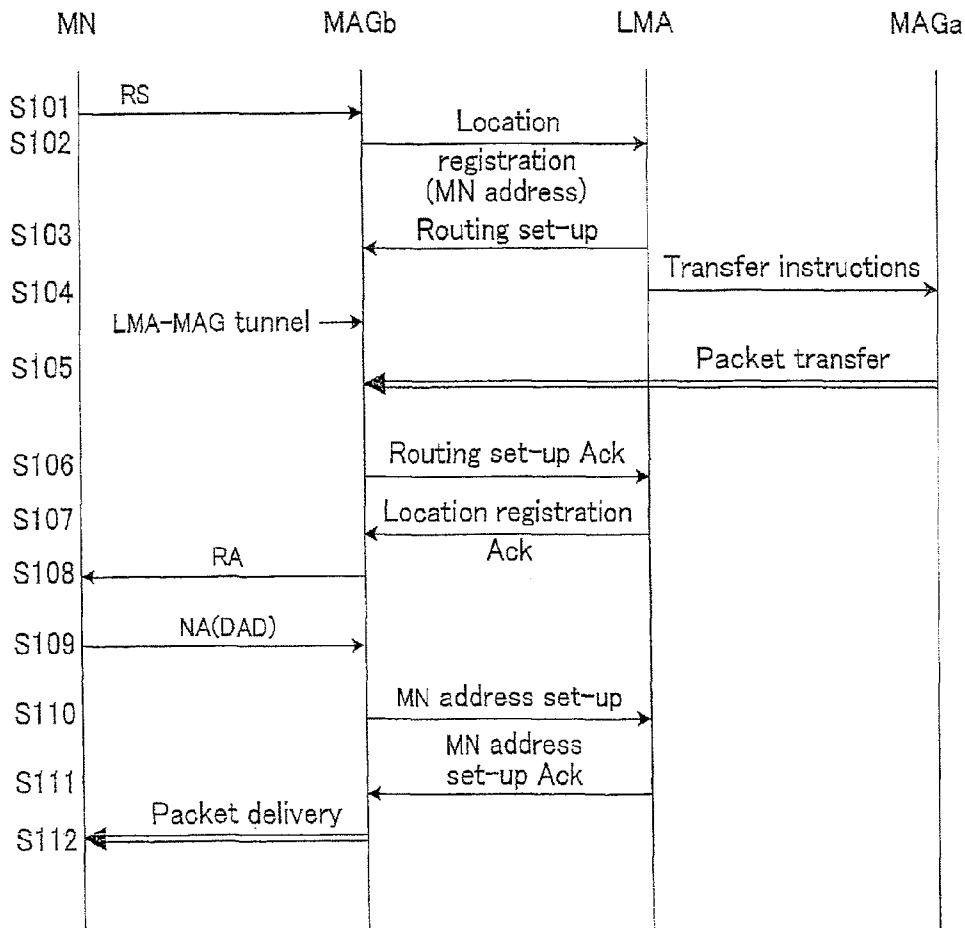 MN MAGb LMA MAGa
S101 RS
S102 Location
registration
(MN address)
S103 Routing set-up
S104 Transfer instructions
LMA-MAG tunnel
S105 Packet transfer
S106 Routing set-up Ack
S107 Location registration
Ack
S108 RA
S109 NA(DAD)
S110 MN address set-up
MN address
S111 set-up Ack
Packet delivery
S112